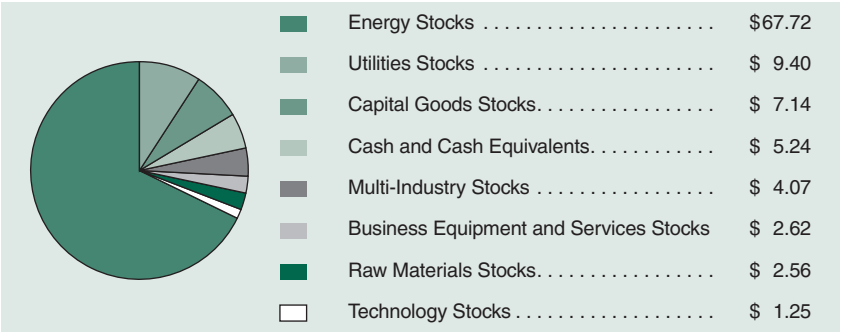 Energy Stocks ...................... $67.72
Utilities Stocks ...................... $ 9.40
Capital Goods Stocks................. $ 7.14
Cash and Cash Equivalents............ $ 5.24
Multi-Industry Stocks ................. $ 4.07
Business Equipment and Services Stocks $ 2.62
Raw Materials Stocks................. $ 2.56
Technology Stocks................... $ 1.25